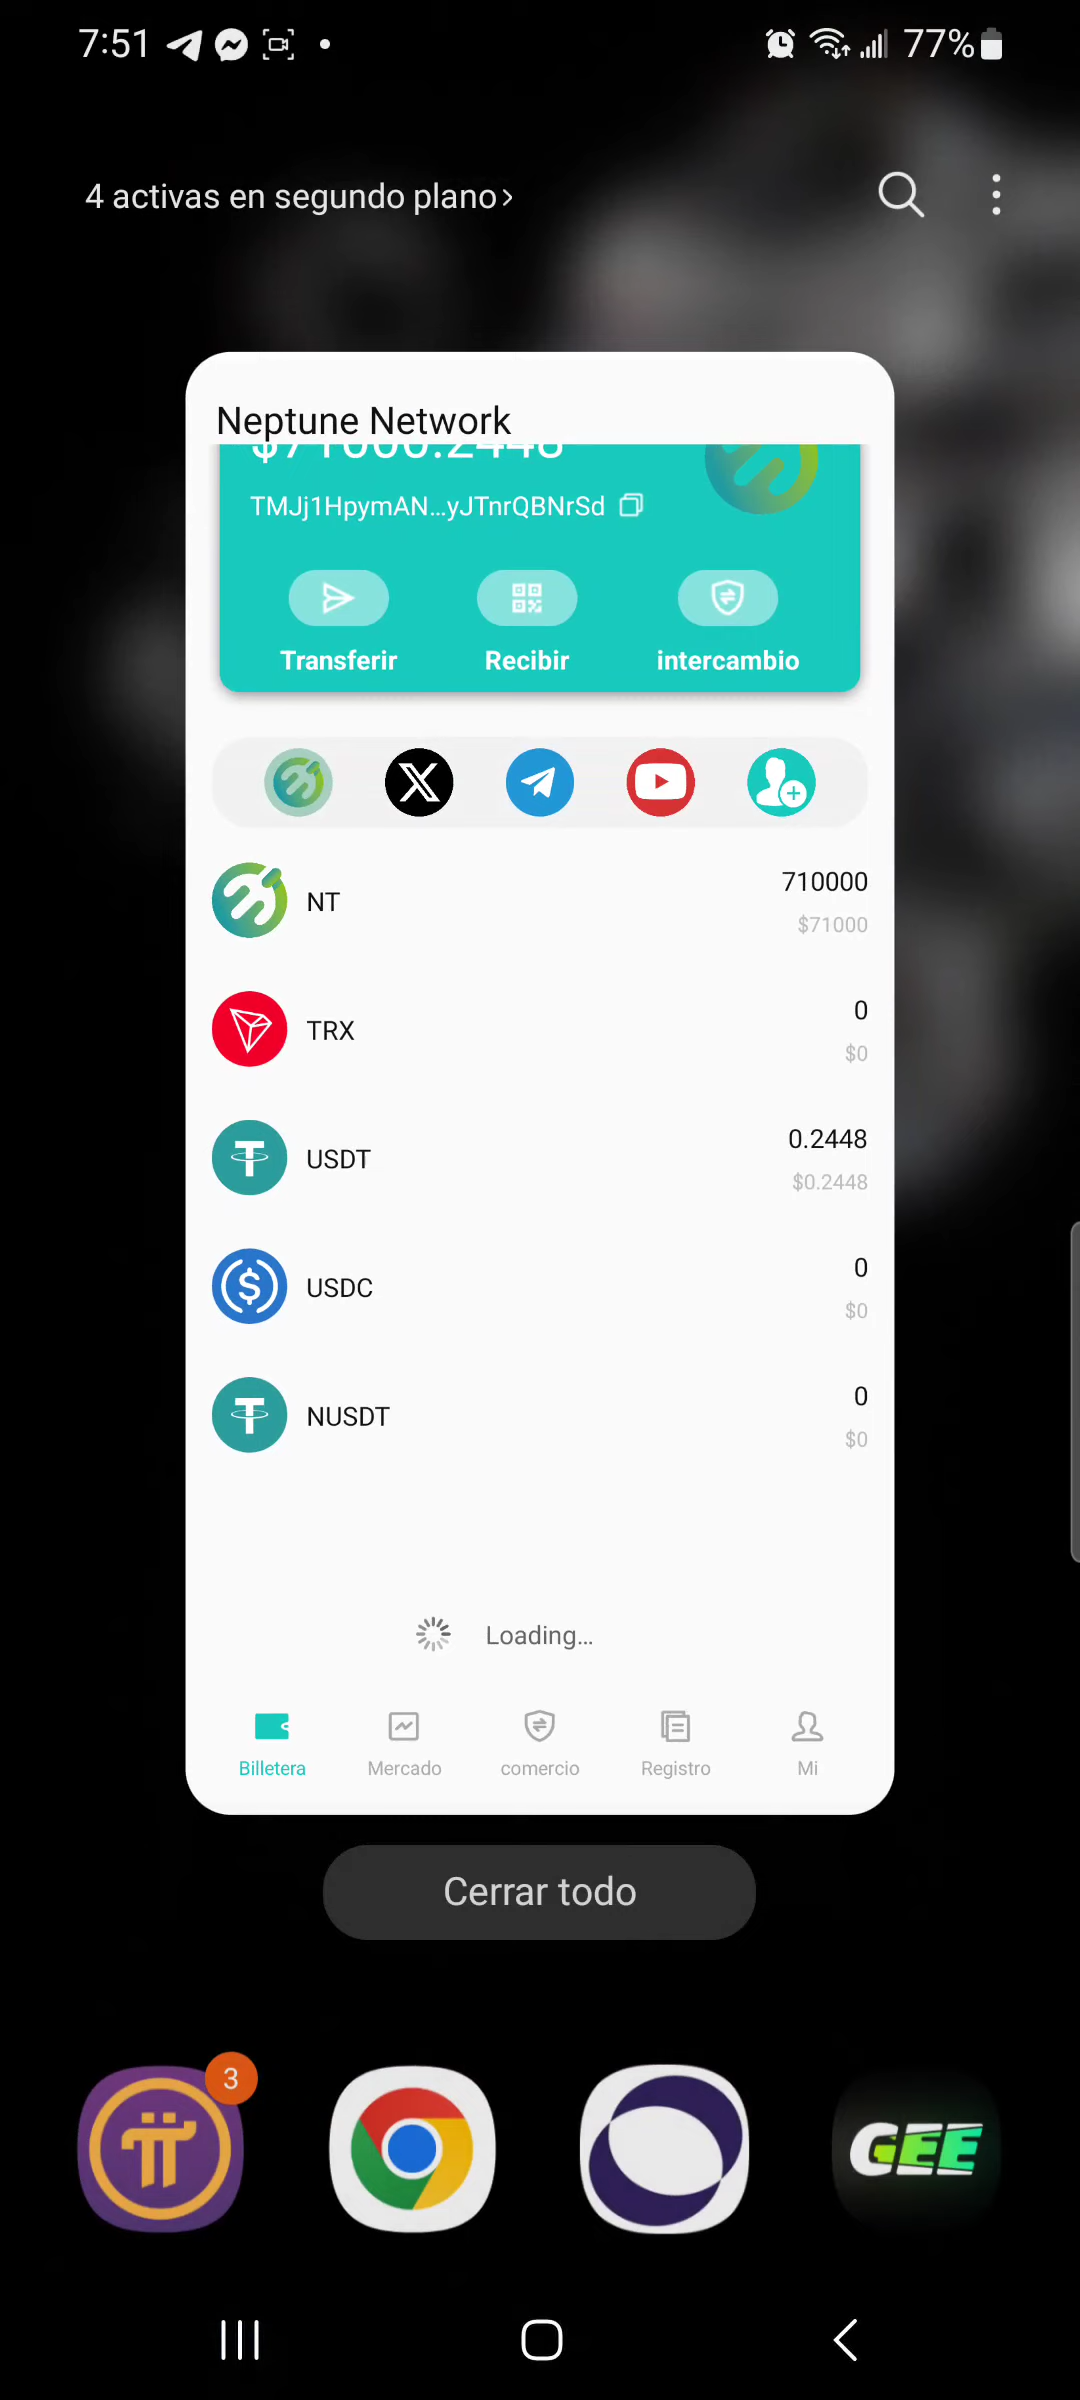 7:51
77%
4 activas en segundo plano>
Neptune Network
$71000.2448
TMJj1HpymAN...yJTnrQBNrSd
Transferir
Recibir
intercambio
NT
710000
$71000
TRX
0
$0
USDT
0.2448
$0.2448
USDC
0
$0
NUSDT
0
$0
Loading...
Billetera
Mercado
comercio
Registro
Mi
Cerrar todo
3
GEE